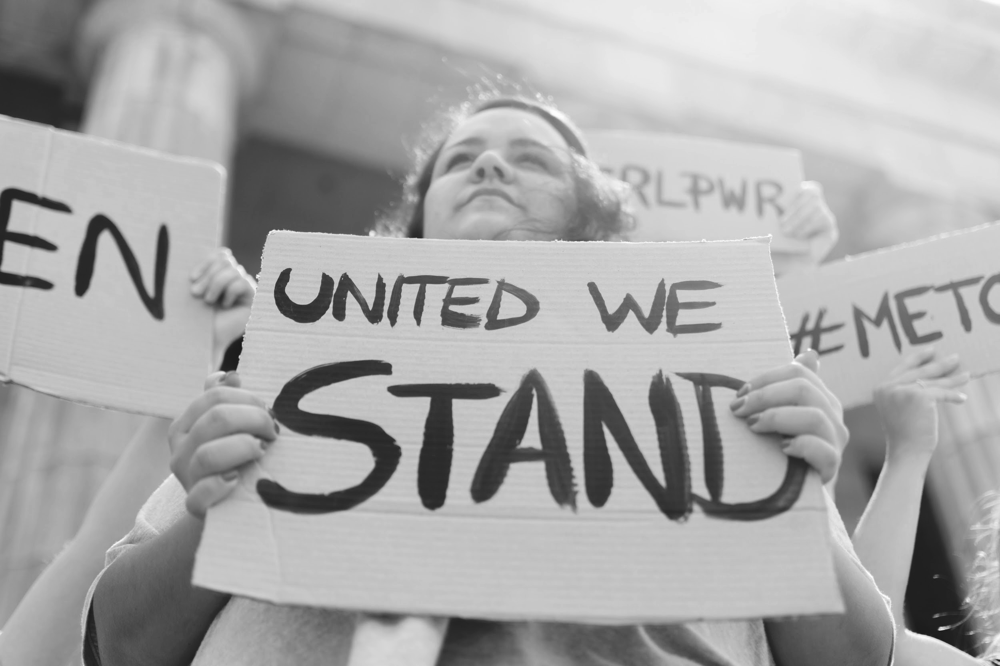 EN
UNITED WE
STAND
RLPWR
#METO